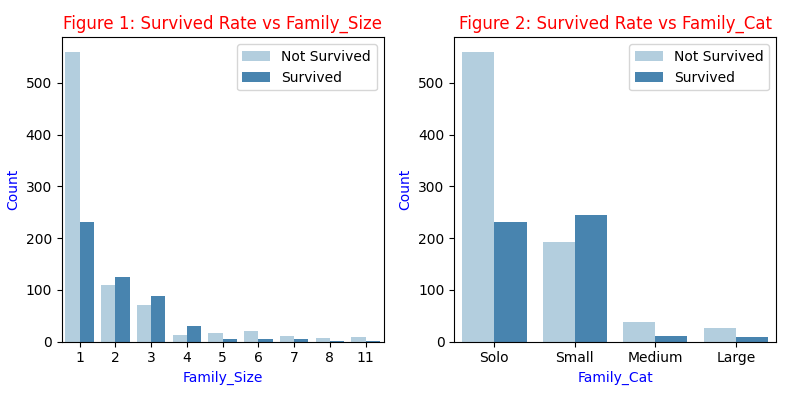 Figure 1: Survived Rate vs Family_Size
Not Survived
Survived
500
400
300
200
100
0
Count
1 2 3 4 5 6 7 8 11
Family_Size
Figure 2: Survived Rate vs Family_Cat
Not Survived
Survived
500
400
300
200
100
0
Count
Solo Small Medium Large
Family_Cat